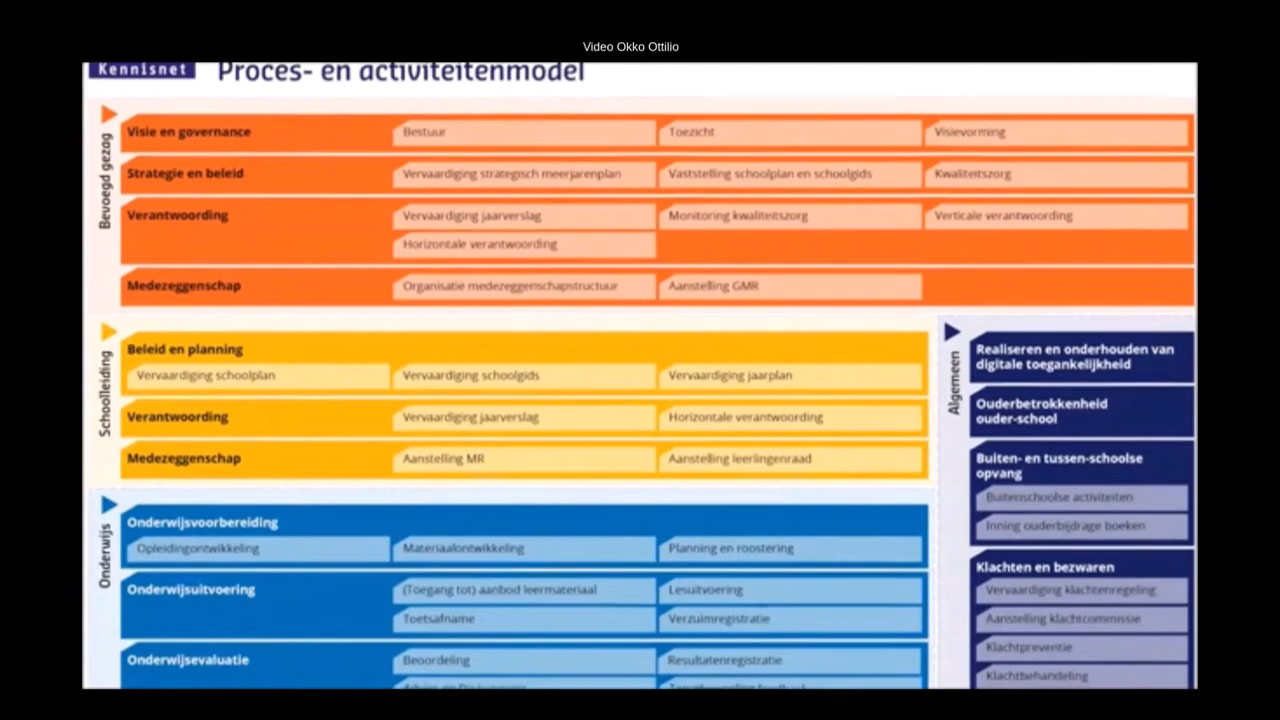 Video Okko Ottilio
Kennisnet
Proces- en activiteitenmodel
Bevoegd gezag
Visie en governance
Bestuur
Toezicht
Visievorming
Strategie en beleid
Vervaardiging strategisch meerjarenplan
Vaststelling schoolplan en schoolgids
Kwaliteitszorg
Verantwoording
Vervaardiging jaarverslag
Monitoring kwaliteitszorg
Verticale verantwoording
Horizontale verantwoording
Medezeggenschap
Organisatie medezeggenschapstructuur
Aanstelling GMR
Schoolleiding
Beleid en planning
Vervaardiging schoolplan
Vervaardiging schoolgids
Vervaardiging jaarplan
Verantwoording
Vervaardiging jaarverslag
Horizontale verantwoording
Medezeggenschap
Aanstelling MR
Aanstelling leerlingenraad
Onderwijs
Onderwijsvoorbereiding
Opleidingontwikkeling
Materiaalontwikkeling
Planning en roostering
Onderwijsuitvoering
(Toegang tot) aanbod leermateriaal
Lesuitvoering
Toetsafname
Verzuimregistratie
Onderwijsevaluatie
Beoordeling
Resultatenregistratie
Algemeen
Realiseren en onderhouden van
digitale toegankelijkheid
Ouderbetrokkenheid
ouder-school
Buiten- en tussen-schoolse
opvang
Buitenschoolse activiteiten
Inning ouderbijdrage boeken
Klachten en bezwaren
Vervaardiging klachtenregeling
Aanstelling klachtcommissie
Klachtpreventie
Klachtbehandeling